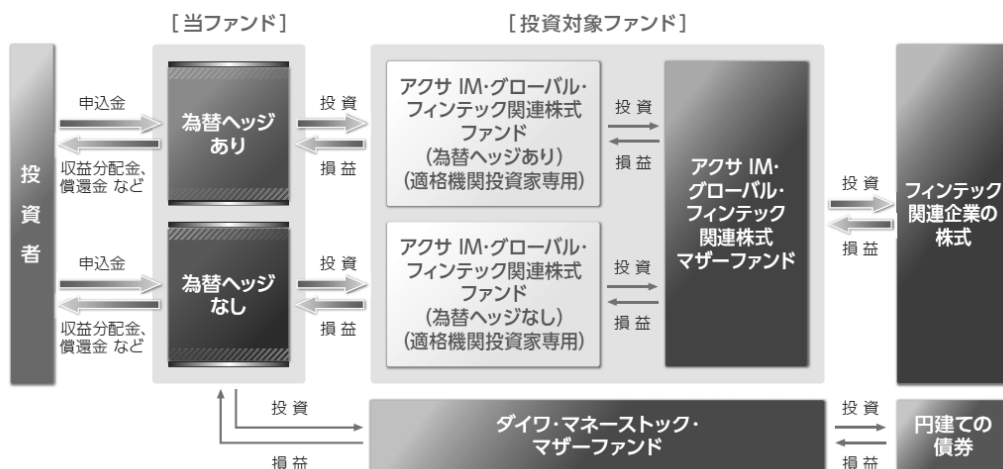 [当ファンド]
[投資対象ファンド]
投資者
申込金
収益分配金、
償還金 など
為替ヘッジ
あり
投 資
損 益
アクサ IM・グローバル・
フィンテック関連株式
ファンド
(為替ヘッジあり)
(適格機関投資家専用)
投 資
損 益
申込金
収益分配金、
償還金 など
為替ヘッジ
なし
投 資
損 益
アクサ IM・グローバル・
フィンテック関連株式
ファンド
(為替ヘッジなし)
(適格機関投資家専用)
投 資
損 益
アクサ IM・
グローバル・
フィンテック
関連株式
マザーファンド
投 資
損 益
フィンテック
関連企業の
株式
投 資
損 益
ダイワ・マネーストック・
マザーファンド
投 資
損 益
円建ての
債券